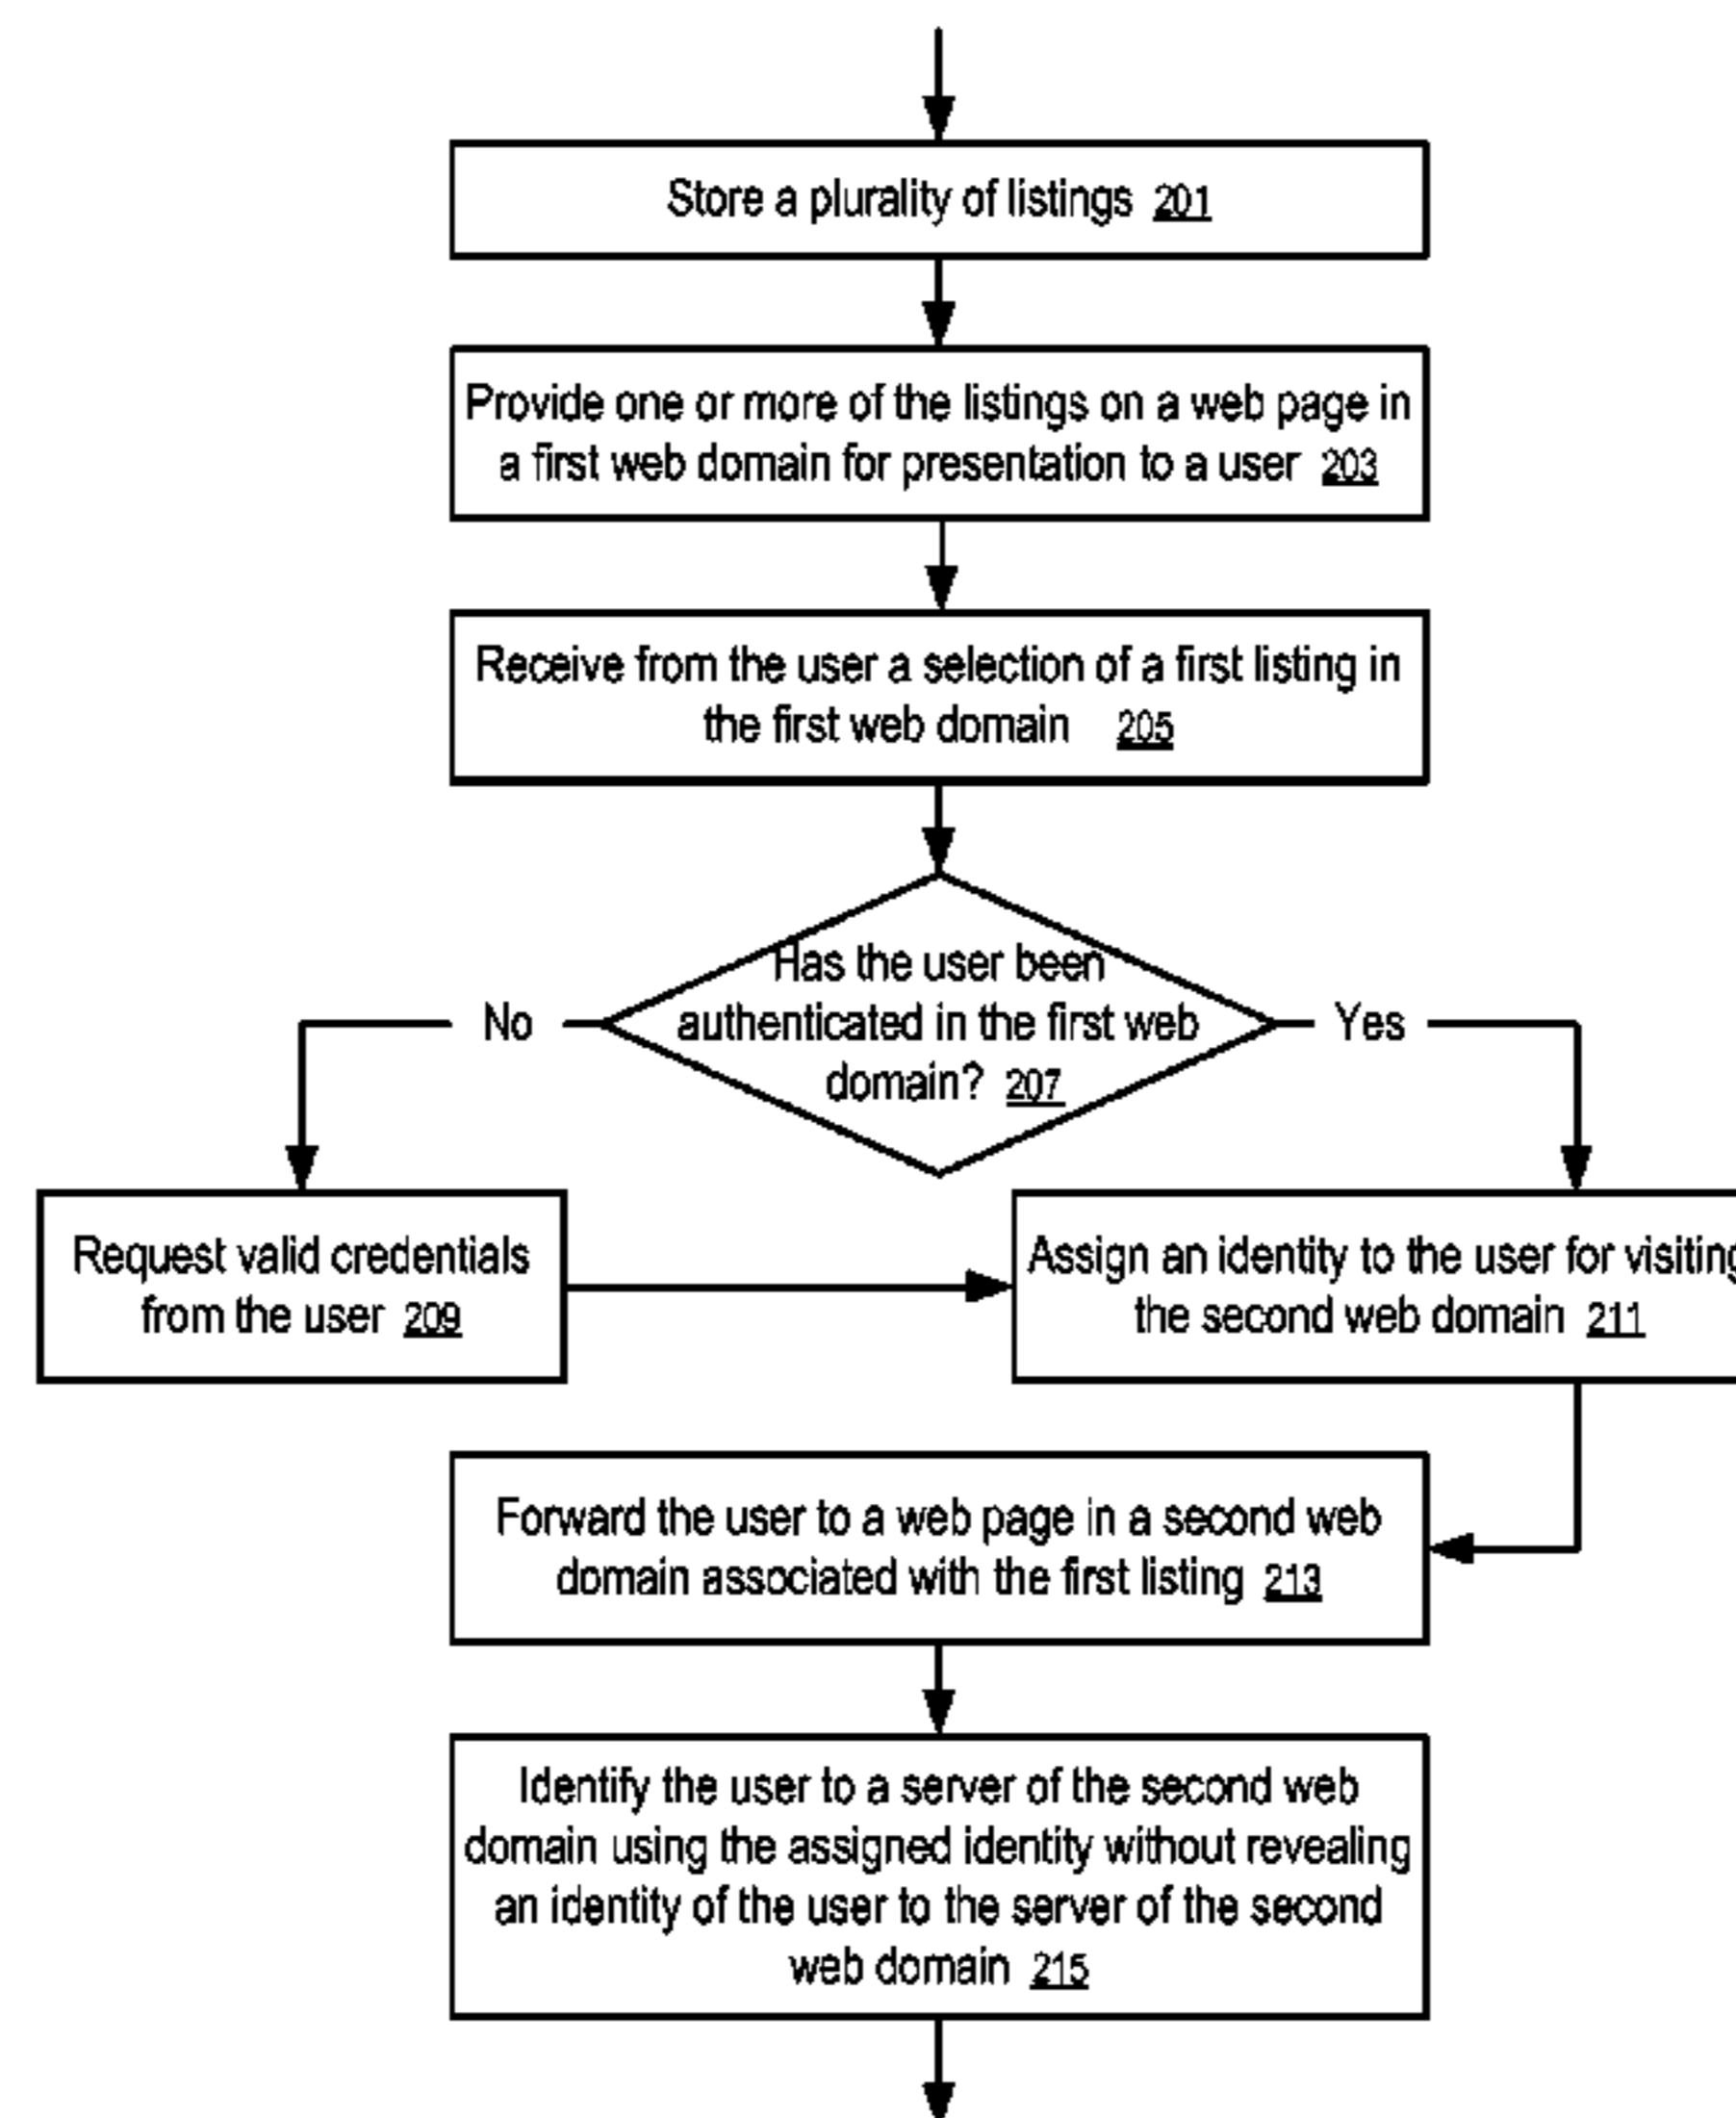 Store a plurality of listings 201
Provide one or more of the listings on a web page in
a first web domain for presentation to a user 203
Receive from the user a selection of a first listing in
the first web domain 205
Has the user been
authenticated in the first web
domain? 207
No
Yes
Request valid credentials
from the user 209
Assign an identity to the user for visiting
the second web domain 211
Forward the user to a web page in a second web
domain associated with the first listing 213
Identify the user to a server of the second web
domain using the assigned identity without revealing
an identity of the user to the server of the second
web domain 215